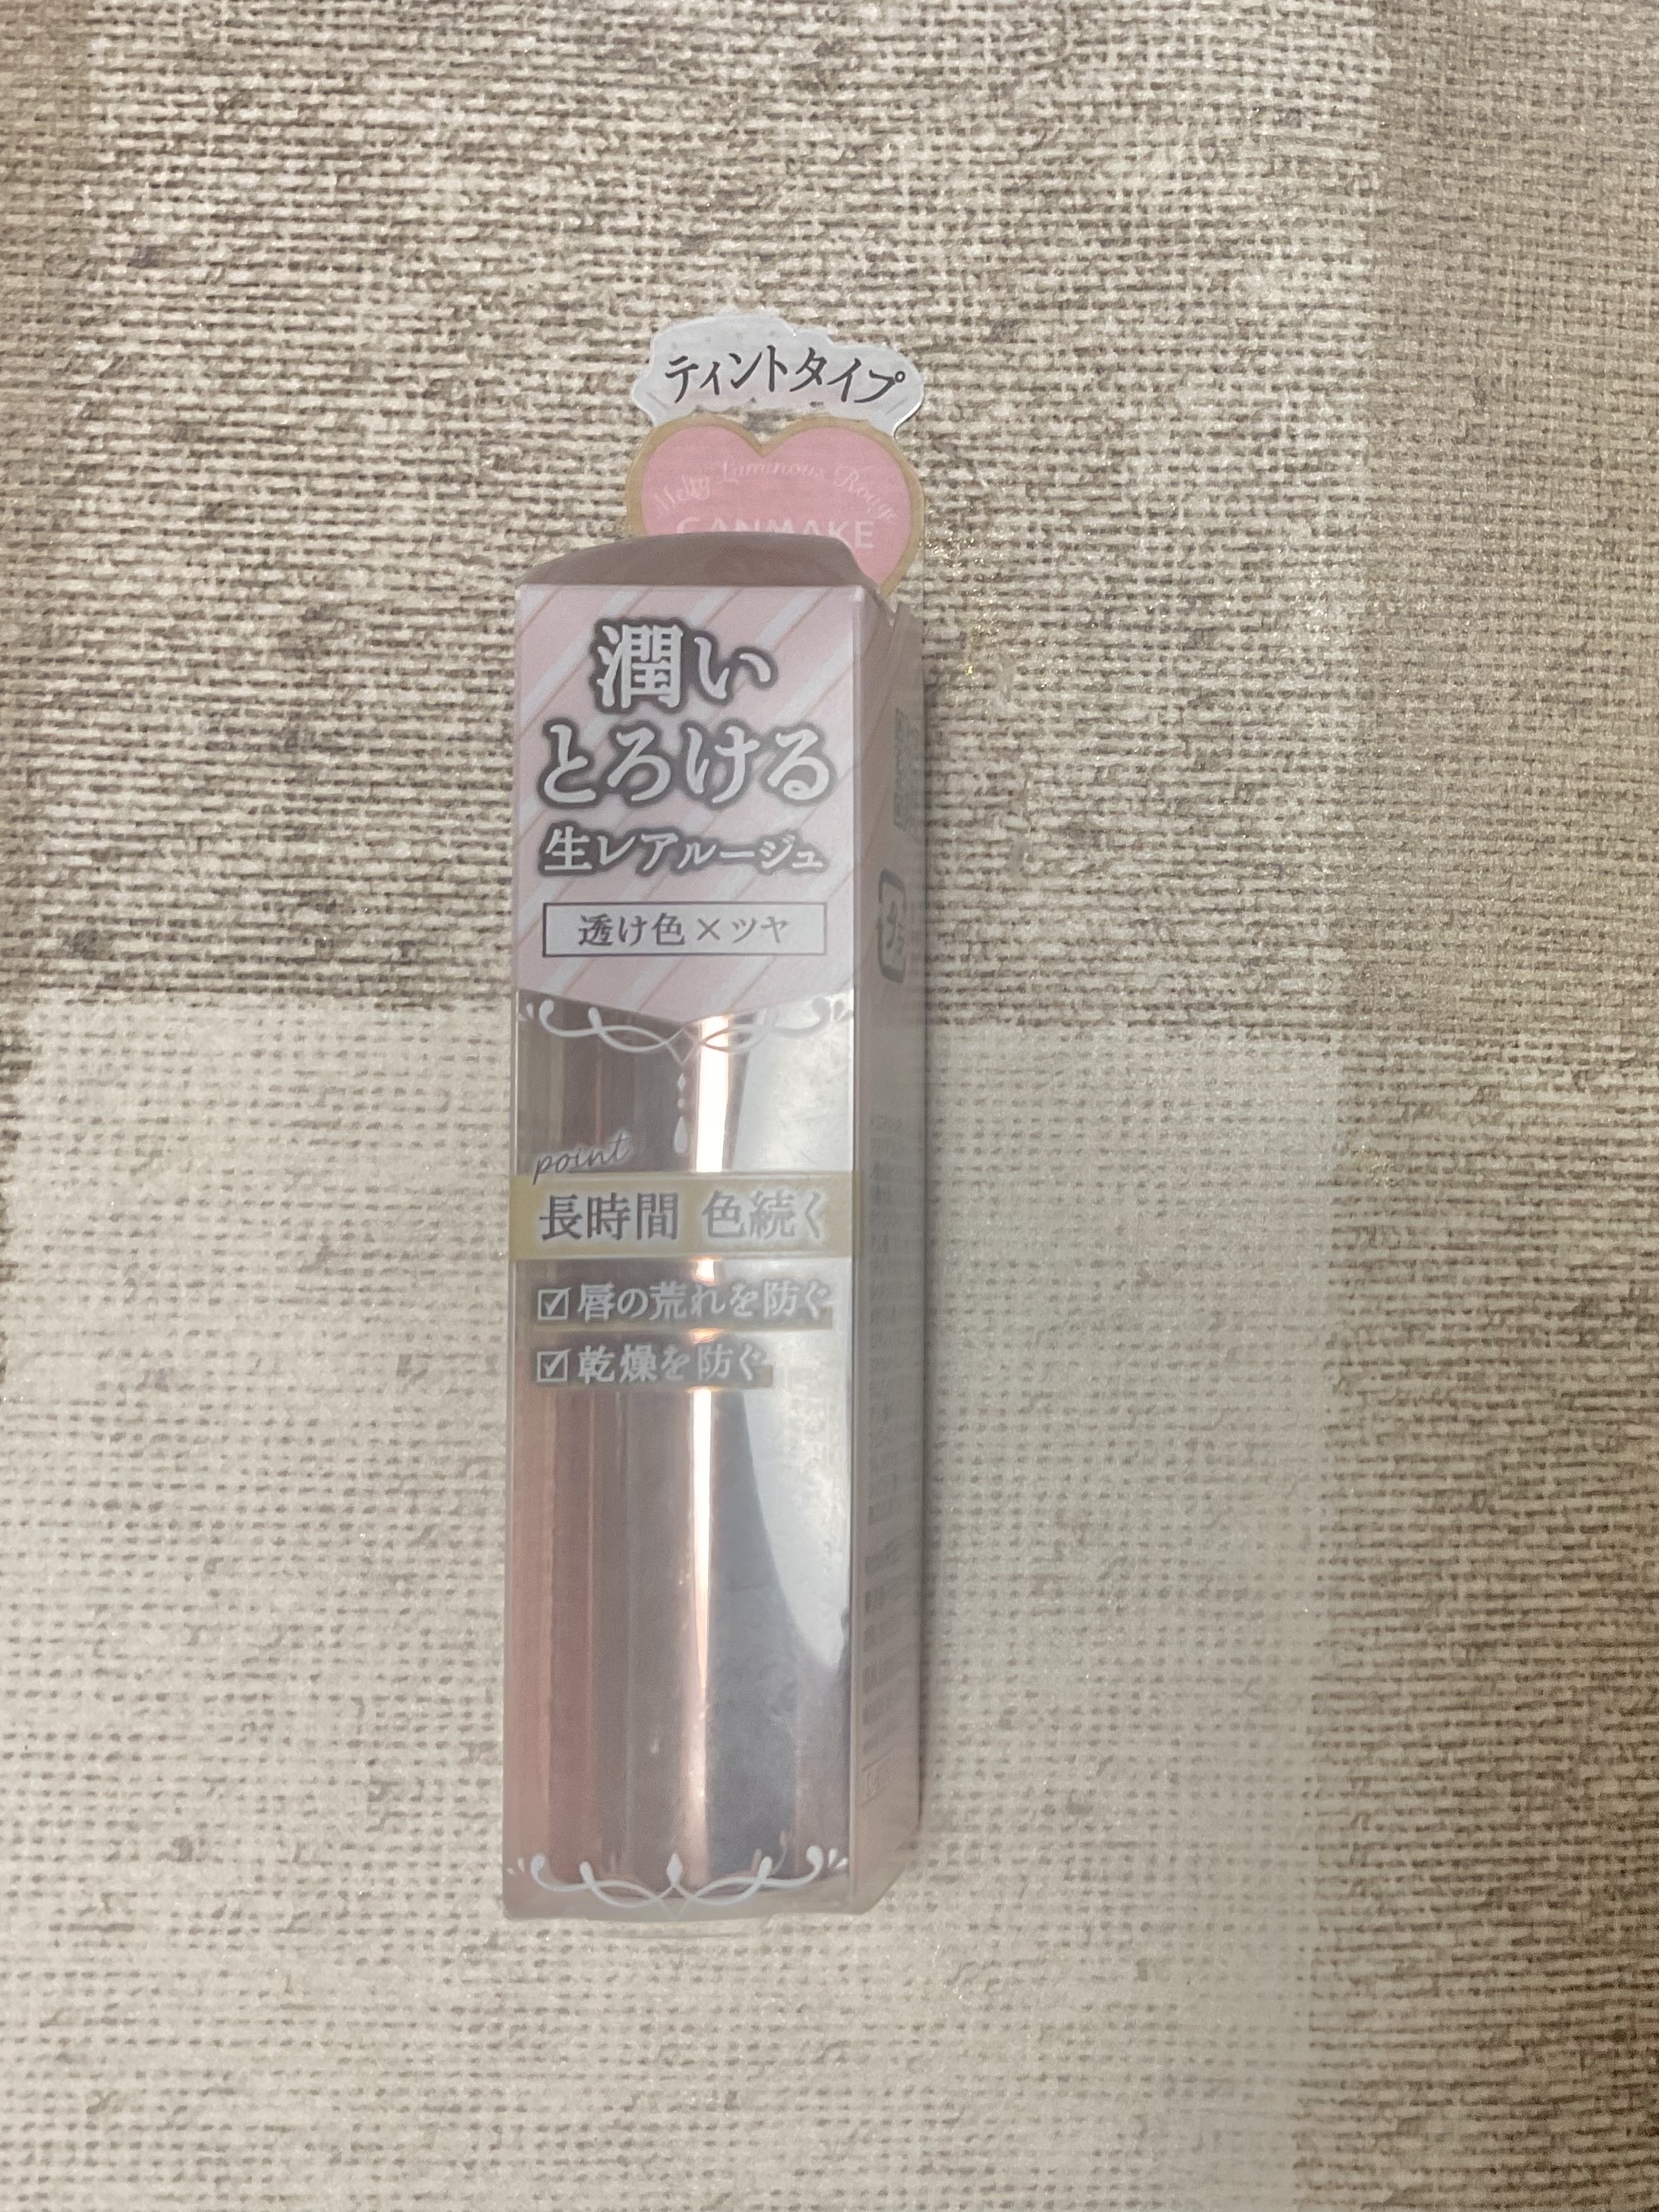 ティントタイプ
Melty Luminous Rouge
CANMAKE
潤い
とろける
生レアルージュ
透け色×ツヤ
point
長時間 色続く
☑唇の荒れを防ぐ
☑乾燥を防ぐ